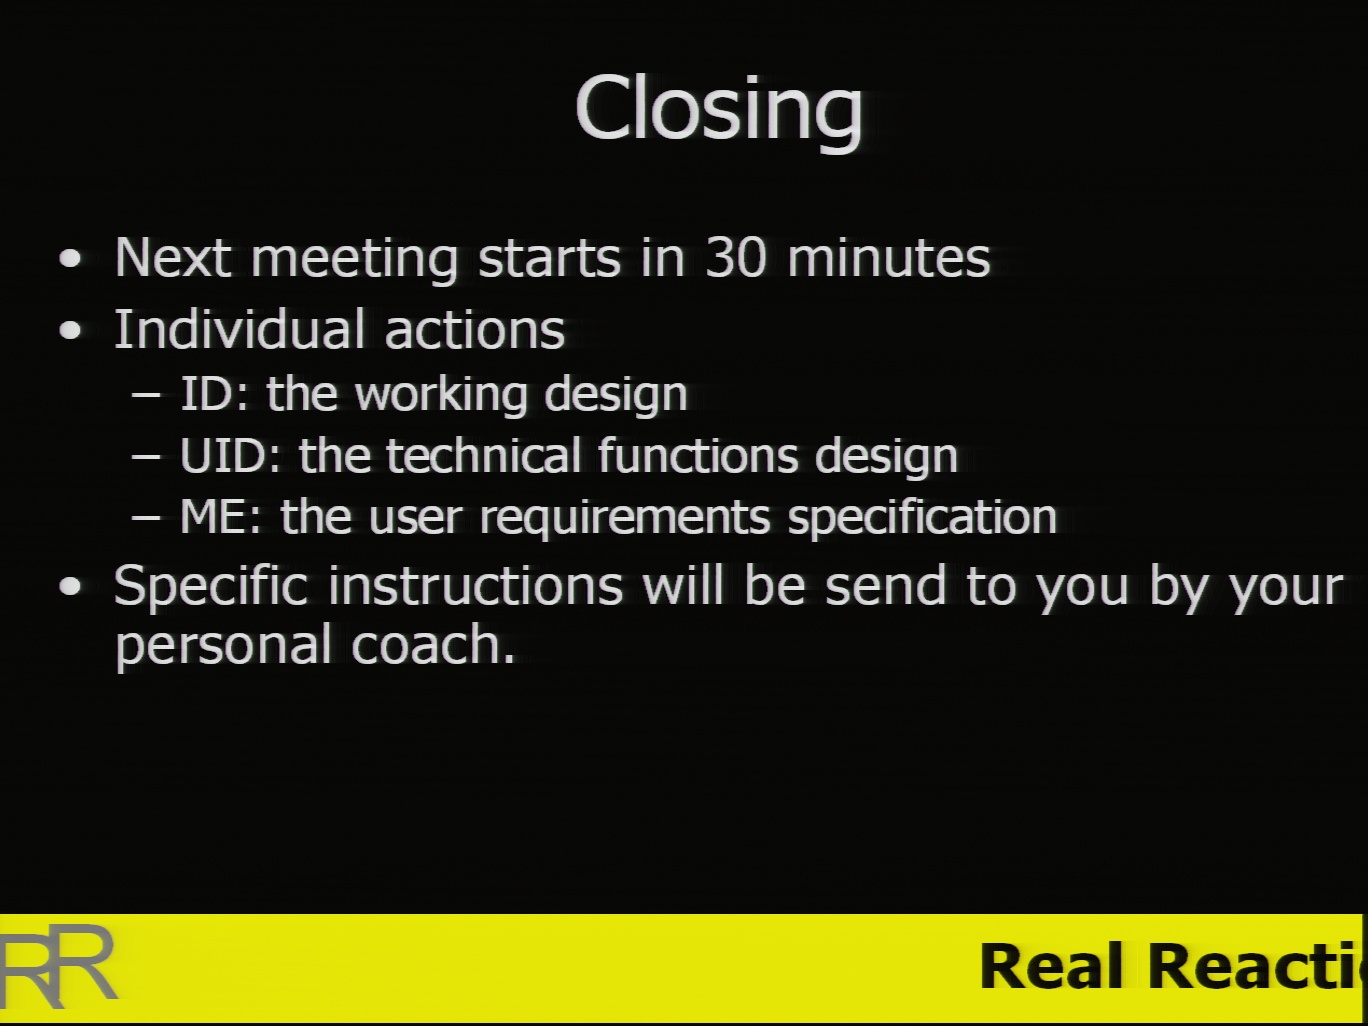 Closing
• Next meeting starts in 30 minutes
• Individual actions
– ID: the working design
– UID: the technical functions design
– ME: the user requirements specification
• Specific instructions will be send to you by your
personal coach.
RR
Real Reacti